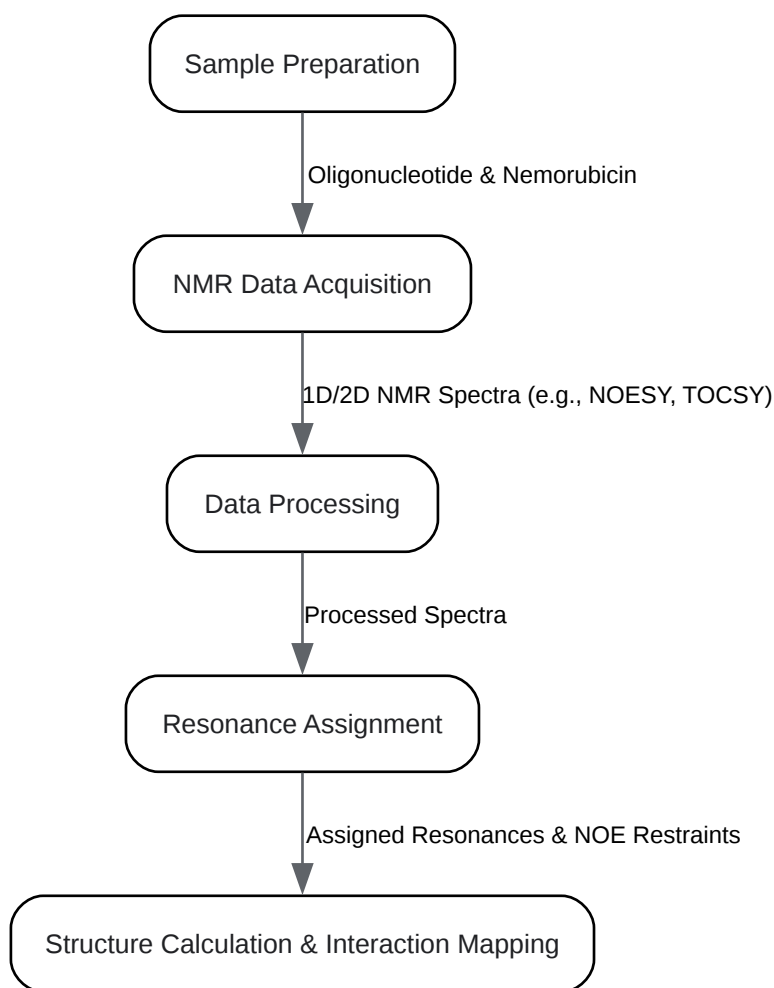 Sample Preparation
Oligonucleotide & Nemorubicin
NMR Data Acquisition
1D/2D NMR Spectra (e.g., NOESY, TOCSY)
Data Processing
Processed Spectra
Resonance Assignment
Assigned Resonances & NOE Restraints
Structure Calculation & Interaction Mapping